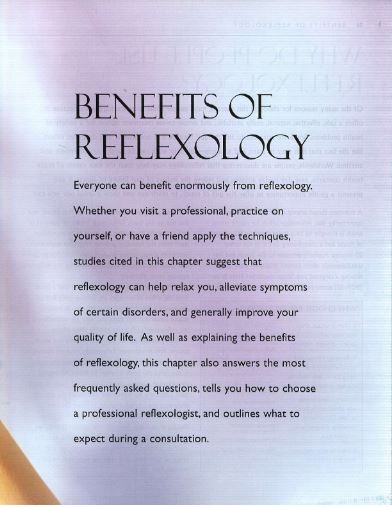 BENEFITS OF
REFLEXOLOGY
Everyone can benefit enormously from reflexology.
Whether you visit a professional, practice on
yourself, or have a friend apply the techniques,
studies cited in this chapter suggest that
reflexology can help relax you, alleviate symptoms
of certain disorders, and generally improve your
quality of life. As well as explaining the benefits
of reflexology, this chapter also answers the most
frequently asked questions, tells you how to choose
a professional reflexologist, and outlines what to
expect during a consultation.